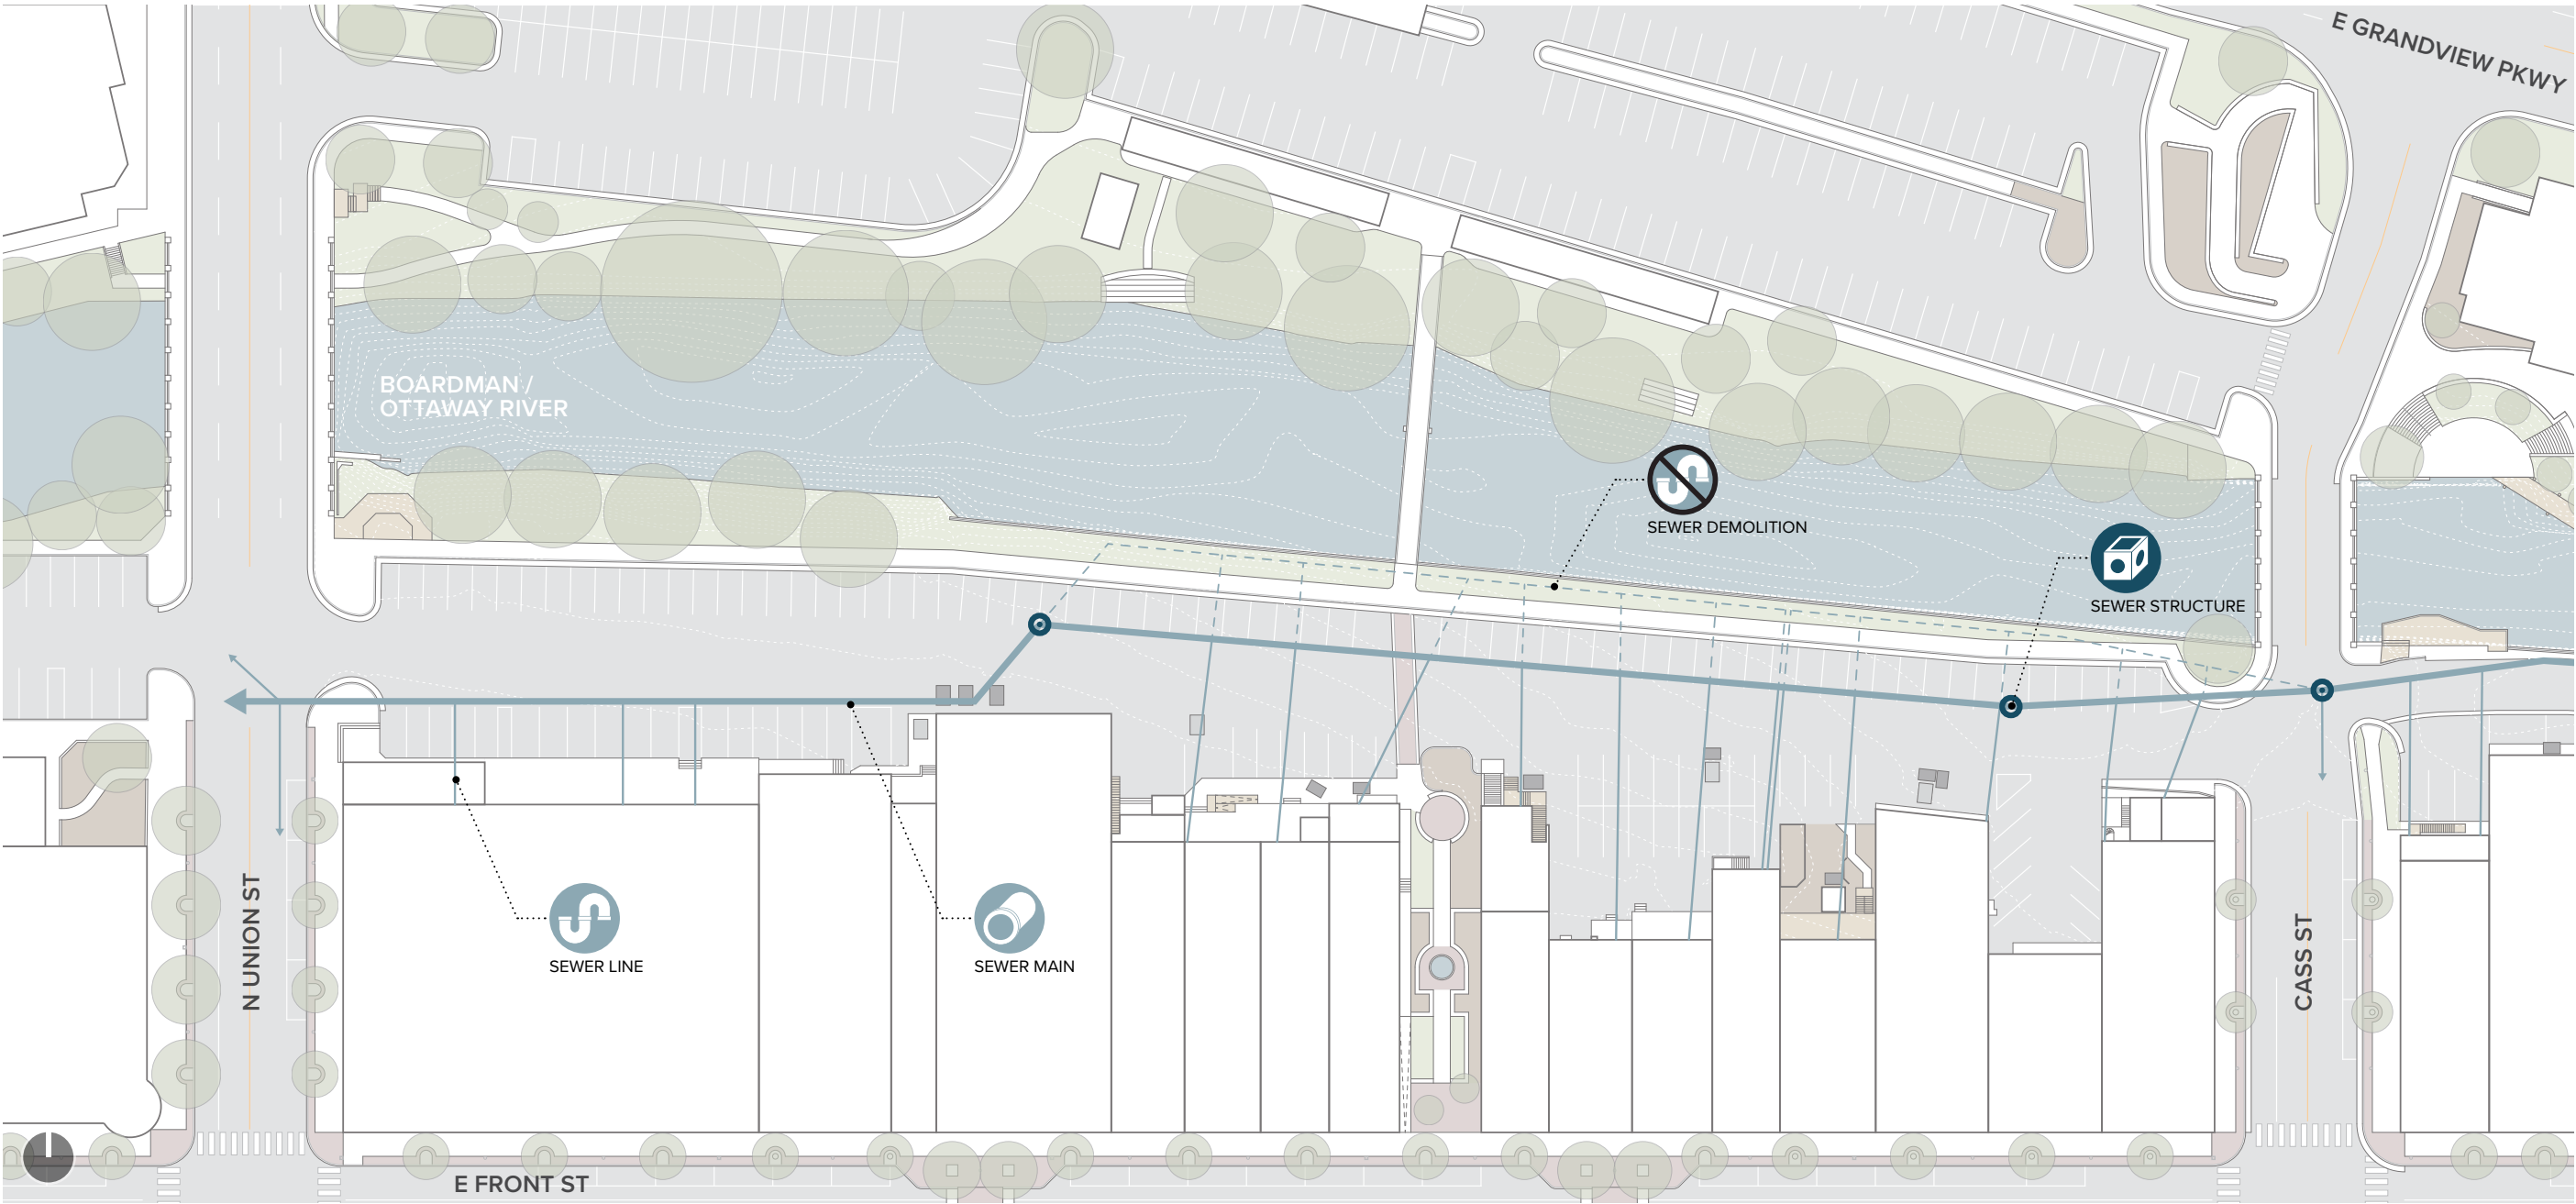 E GRANDVIEW PKWY
BOARDMAN /
OTTAWAY RIVER
SEWER DEMOLITION
SEWER STRUCTURE
SEWER LINE
SEWER MAIN
N UNION ST
CASS ST
E FRONT ST